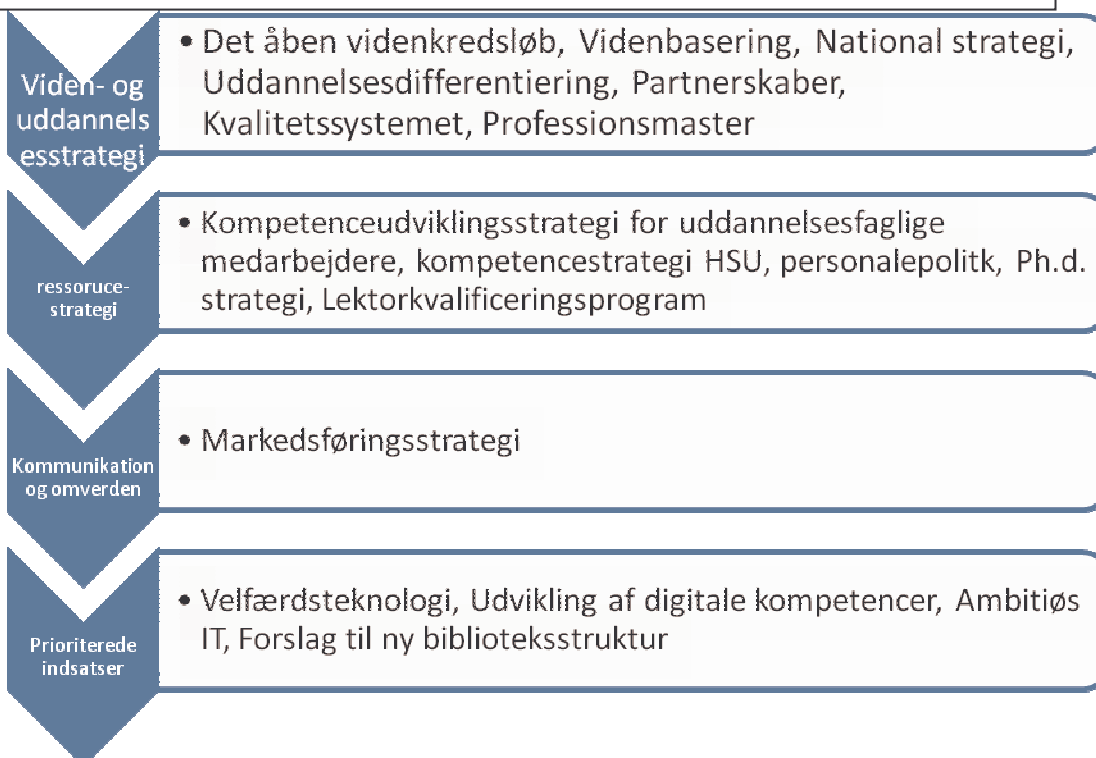 Viden- og
uddannels
esstrategi
• Det åben videnkredsløb, Videnbasering, National strategi,
Uddannelsesdifferentiering, Partnerskaber,
Kvalitetssystemet, Professionsmaster
ressoruce-
strategi
• Kompetenceudviklingsstrategi for uddannelsesfaglige
medarbejdere, kompetencestrategi HSU, personalepolitk, Ph.d.
strategi, Lektorkvalificeringsprogram
Kommunikation
og omverden
• Markedsføringsstrategi
Prioriterede
indsatser
• Velfærdsteknologi, Udvikling af digitale kompetencer, Ambitiøs
IT, Forslag til ny biblioteksstruktur